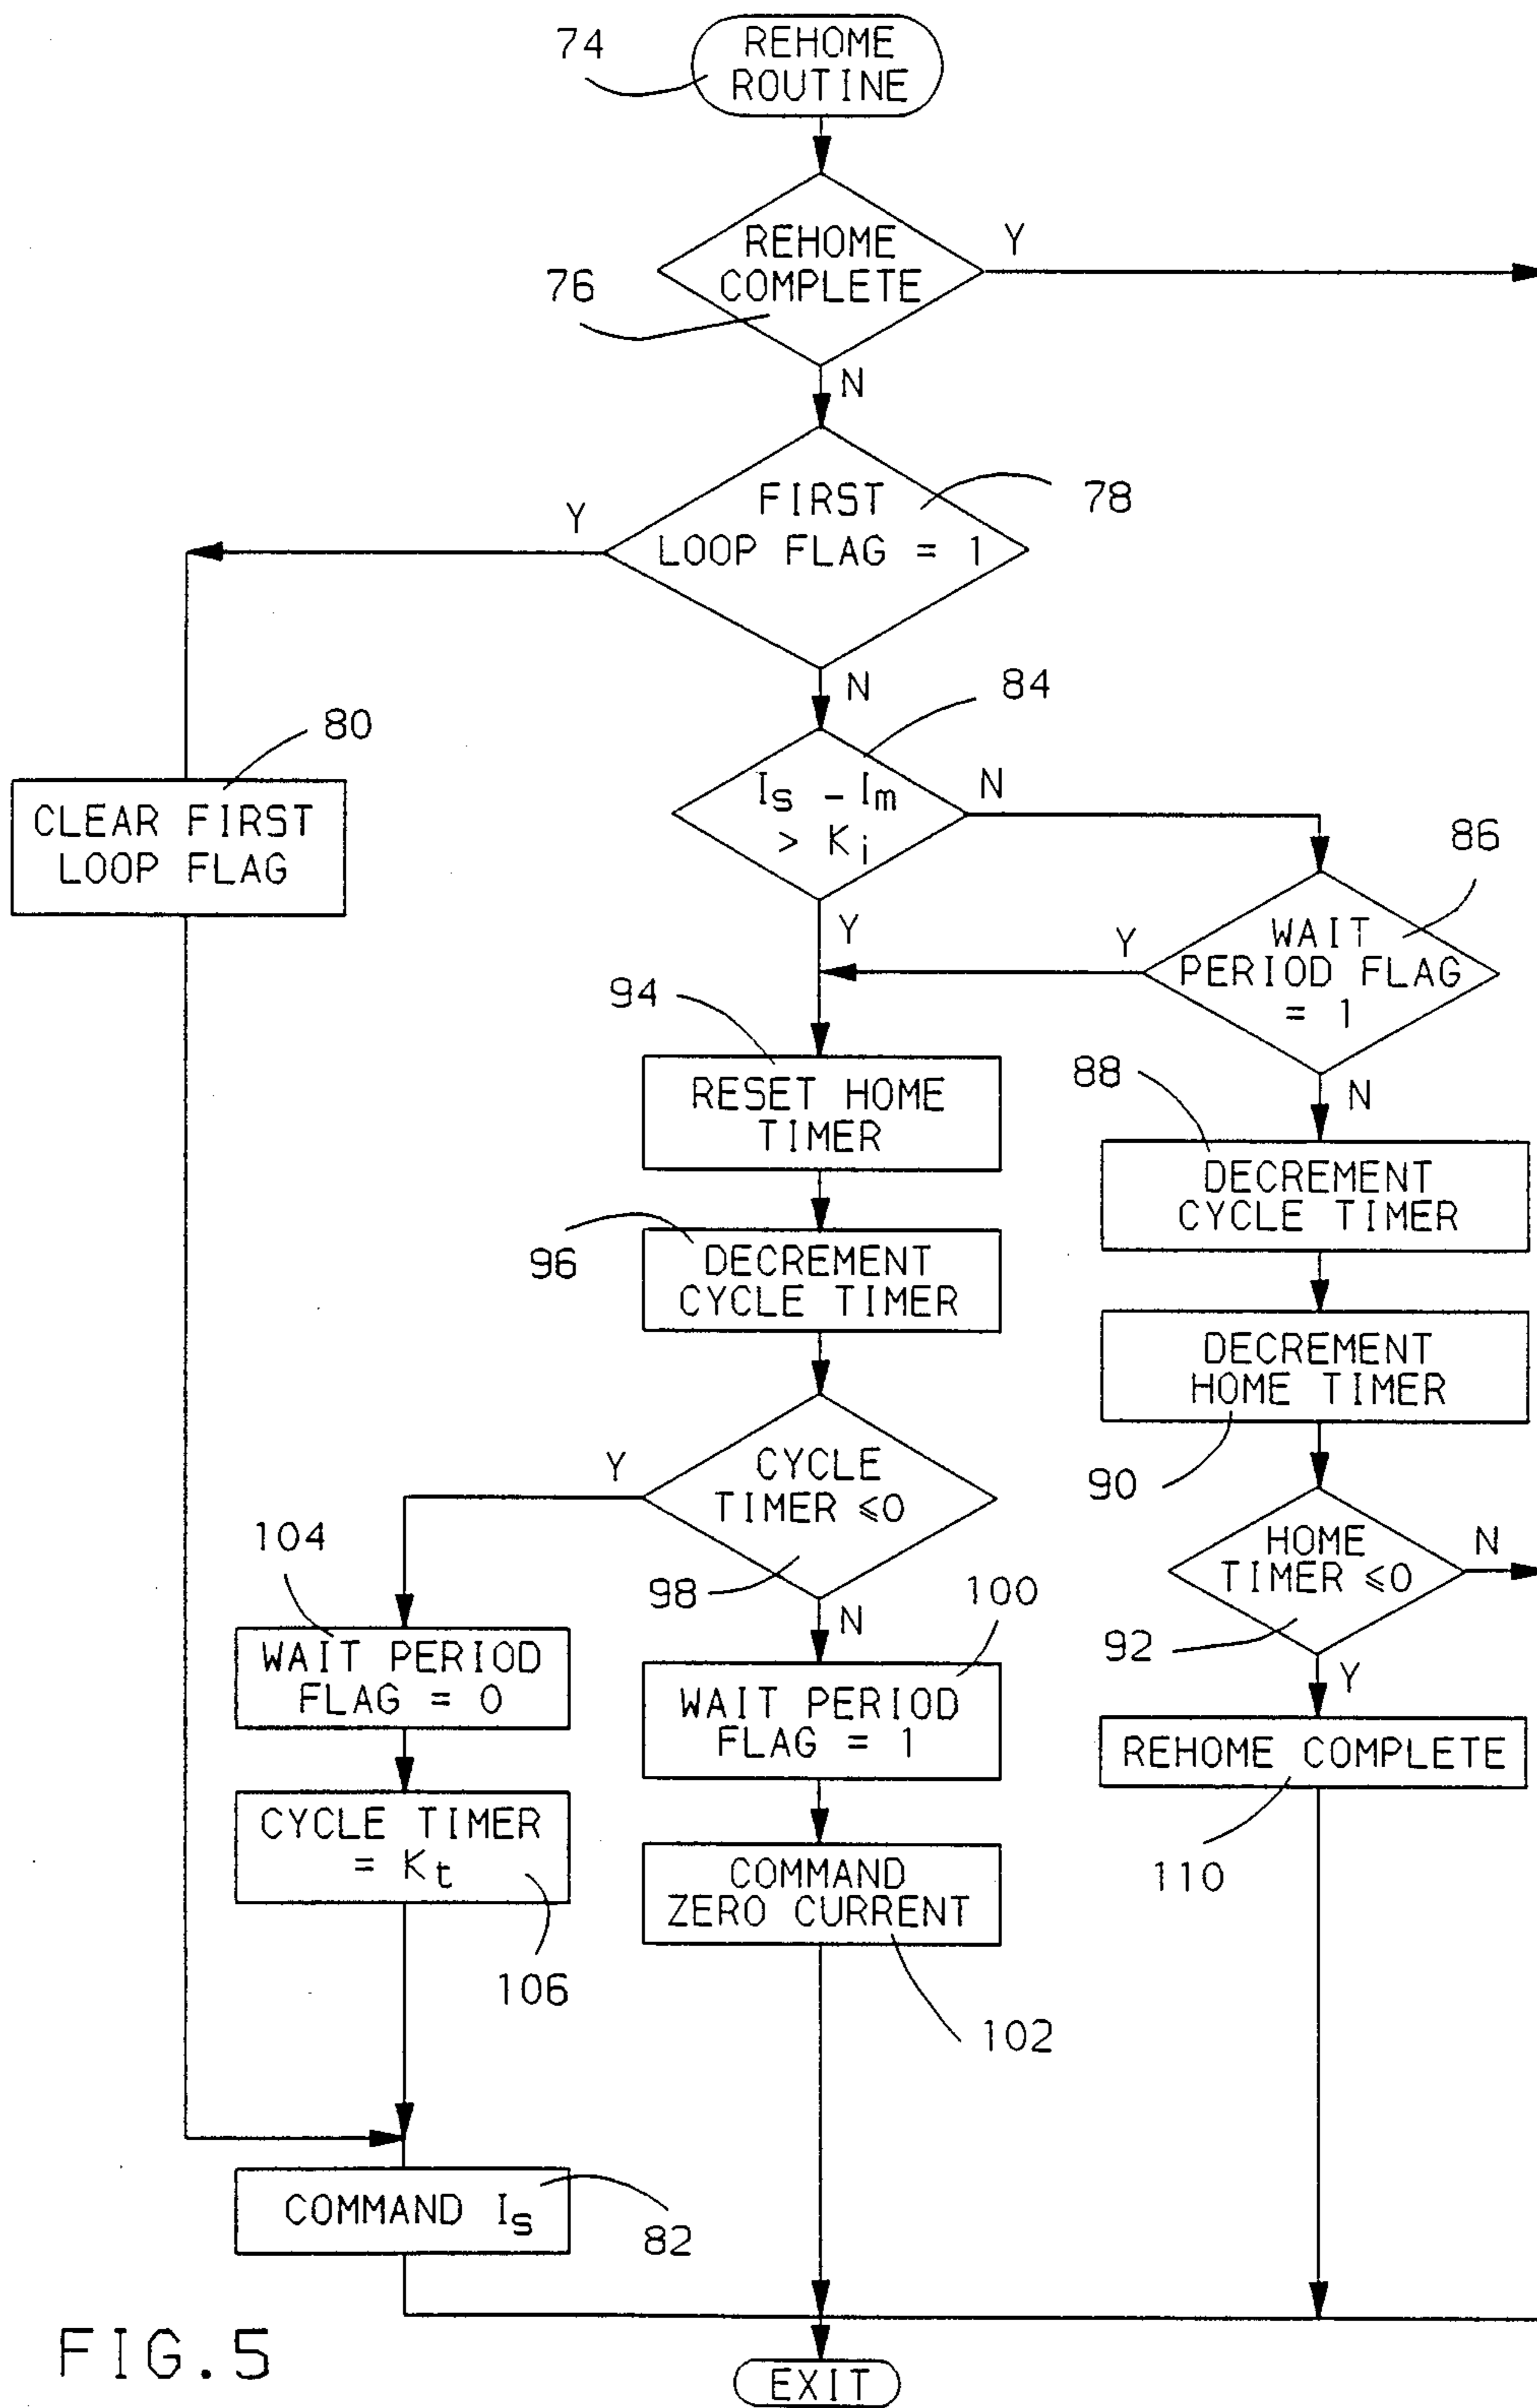 74
REHOME
ROUTINE
REHOME
COMPLETE
Y
76
N
FIRST
LOOP FLAG = 1
78
Y
N
84
80
CLEAR FIRST
LOOP FLAG
Is - Im
> Ki
N
86
WAIT
PERIOD FLAG
= 1
Y
Y
94
RESET HOME
TIMER
88
N
DECREMENT
CYCLE TIMER
96
DECREMENT
CYCLE TIMER
DECREMENT
HOME TIMER
90
Y
CYCLE
TIMER ≤0
98
N
HOME
TIMER ≤0
N
92
Y
104
WAIT PERIOD
FLAG = 0
100
WAIT PERIOD
FLAG = 1
REHOME COMPLETE
110
CYCLE TIMER
= Kt
106
COMMAND
ZERO CURRENT
102
COMMAND Is
82
FIG.5
EXIT